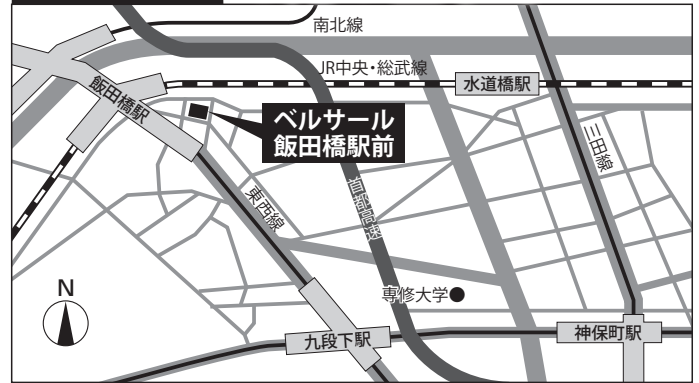 南北線
JR中央・総武線
水道橋駅
飯田橋駅
ベルサール
飯田橋駅前
三田線
東西線
首都高速
専修大学
N
九段下駅
神保町駅